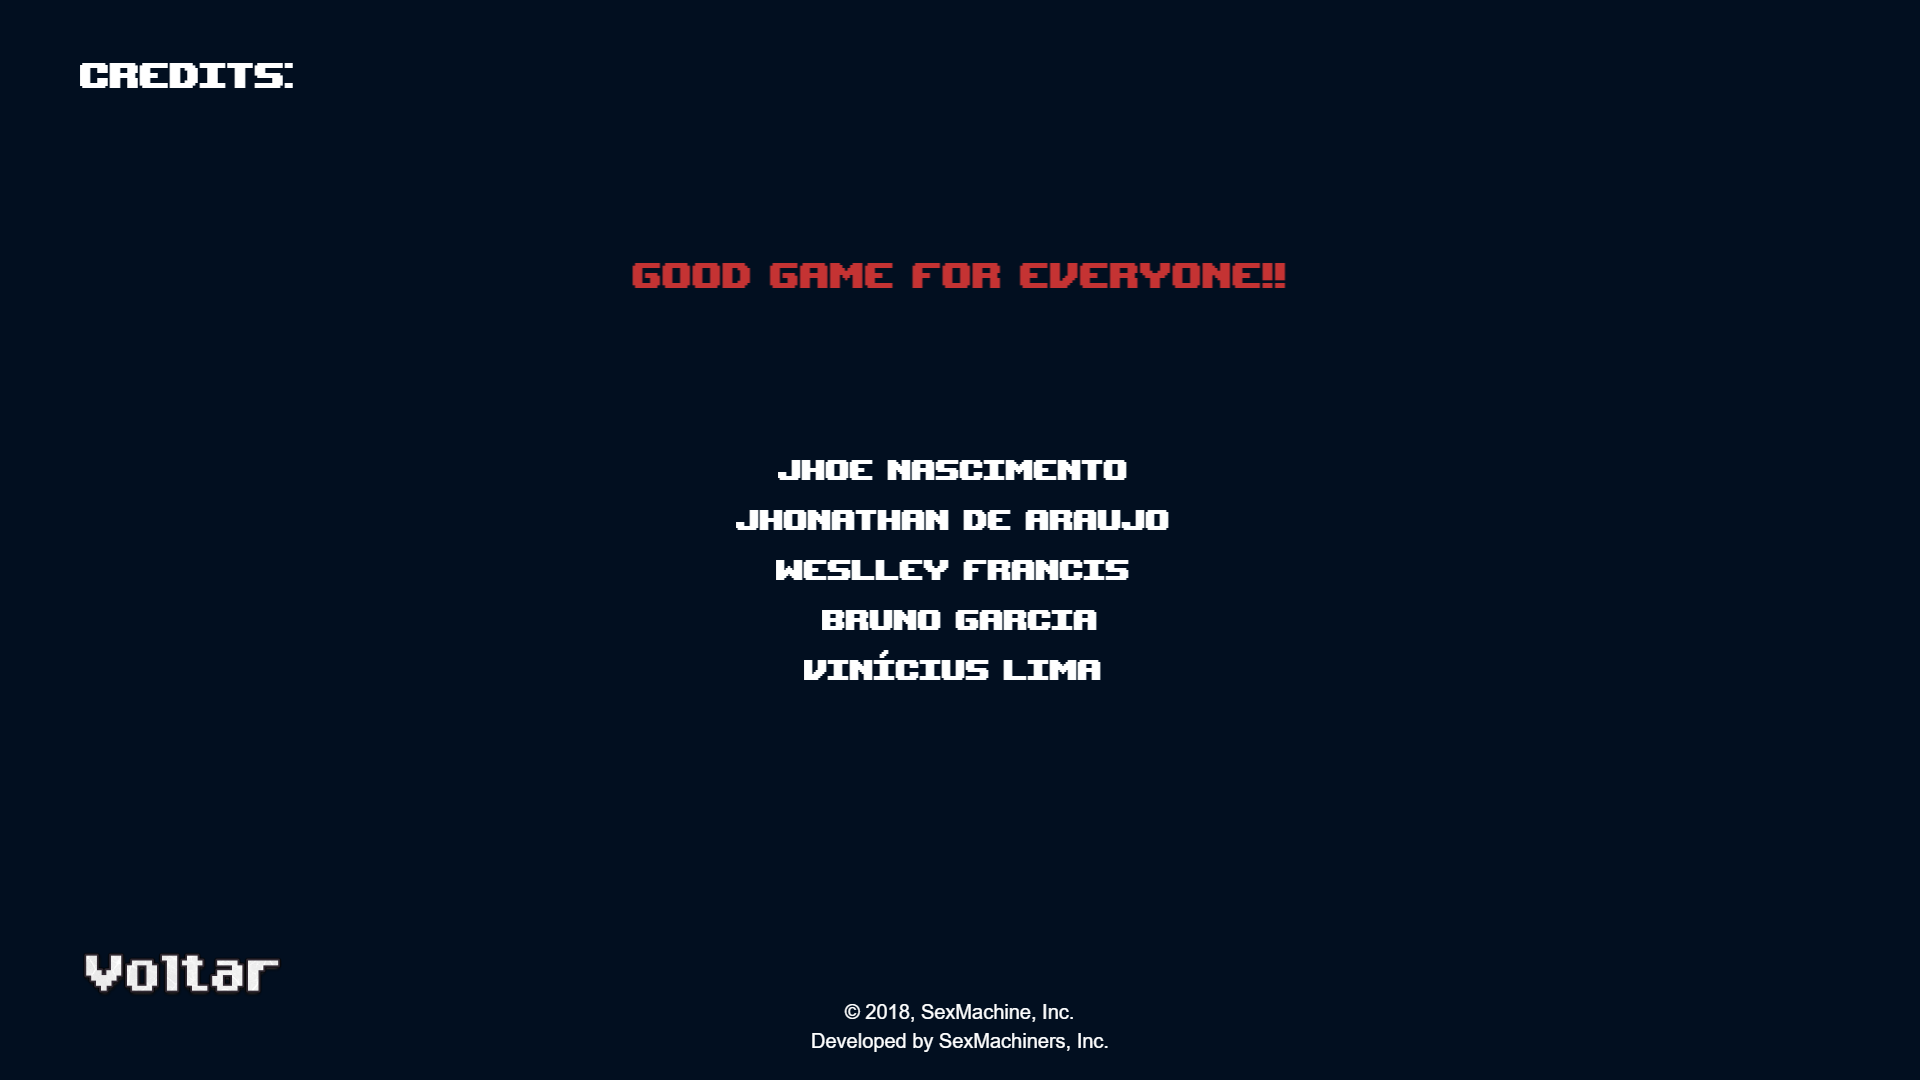 CREDITS:
GOOD GAME FOR EVERYONE!!
JHOE NASCIMENTO
JHONATHAN DE ARAUJO
WESLLEY FRANCIS
BRUNO GARCIA
VINÍCIUS LIMA
Voltar
© 2018, SexMachine, Inc.
Developed by SexMachiners, Inc.